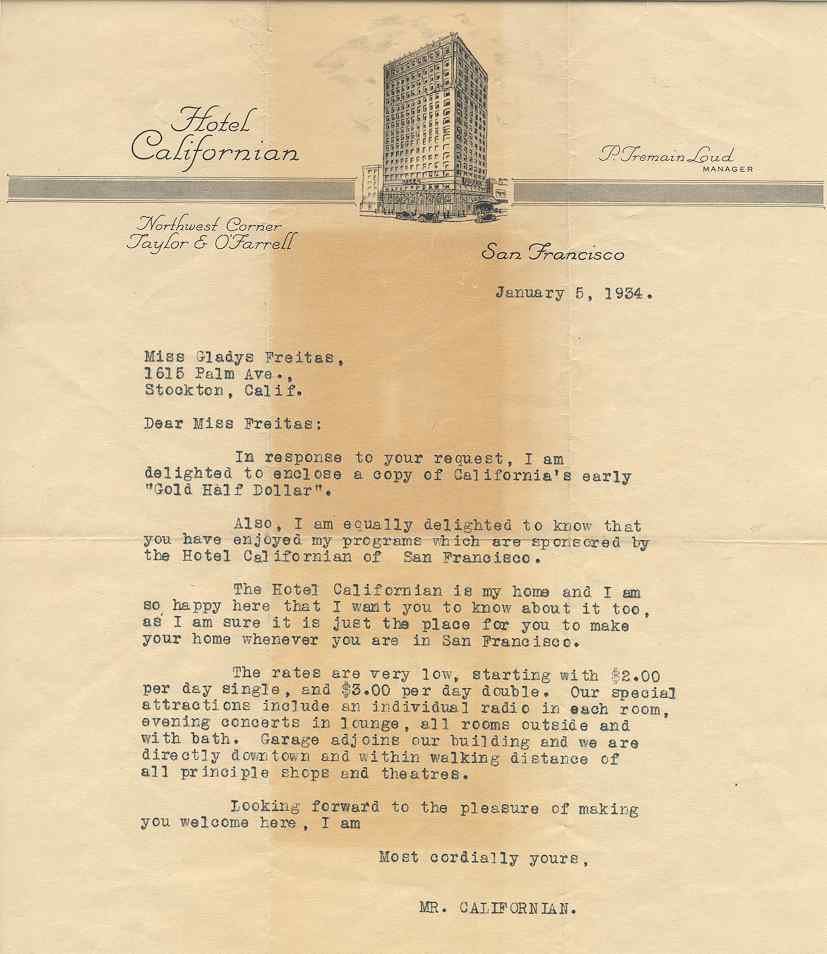 Hotel
Californian
P. Tremain Loud
MANAGER
Northwest Corner
Taylor & O'Farrell
San Francisco
January 5, 1934.
Miss Gladys Freitas,
1615 Palm Ave.,
Stockton, Calif.
Dear Miss Freitas:
In response to your request, I am
delighted to enclose a copy of California's early
"Gold Half Dollar".
Also, I am equally delighted to know that
you have enjoyed my programs which are sponsored by
the Hotel Californian of San Francisco.
The Hotel Californian is my home and I am
so happy here that I want you to know about it too,
as I am sure it is just the place for you to make
your home whenever you are in San Francisco.
The rates are very low, starting with $2.00
per day single, and $3.00 per day double. Our special
attractions include an individual radio in each room,
evening concerts in lounge, all rooms outside and
with bath. Garage adjoins our building and we are
directly downtown and within walking distance of
all principle shops and theatres.
Looking forward to the pleasure of making
you welcome here, I am
Most cordially yours,
MR. CALIFORNIAN.